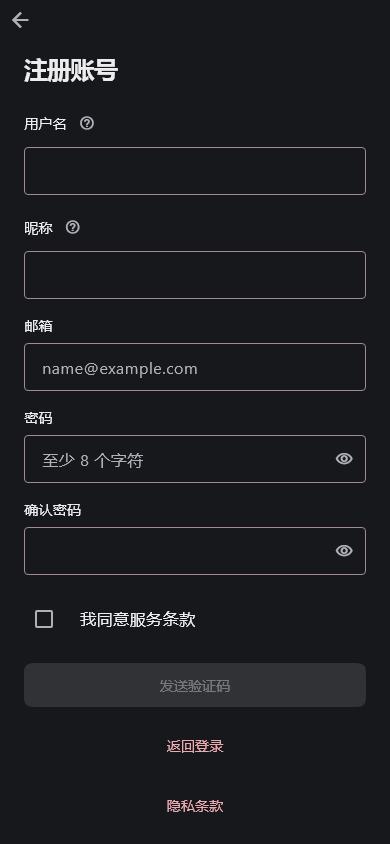 注册账号
用户名
昵称
邮箱
name@example.com
密码
至少 8 个字符
确认密码
我同意服务条款
发送验证码
返回登录
隐私条款